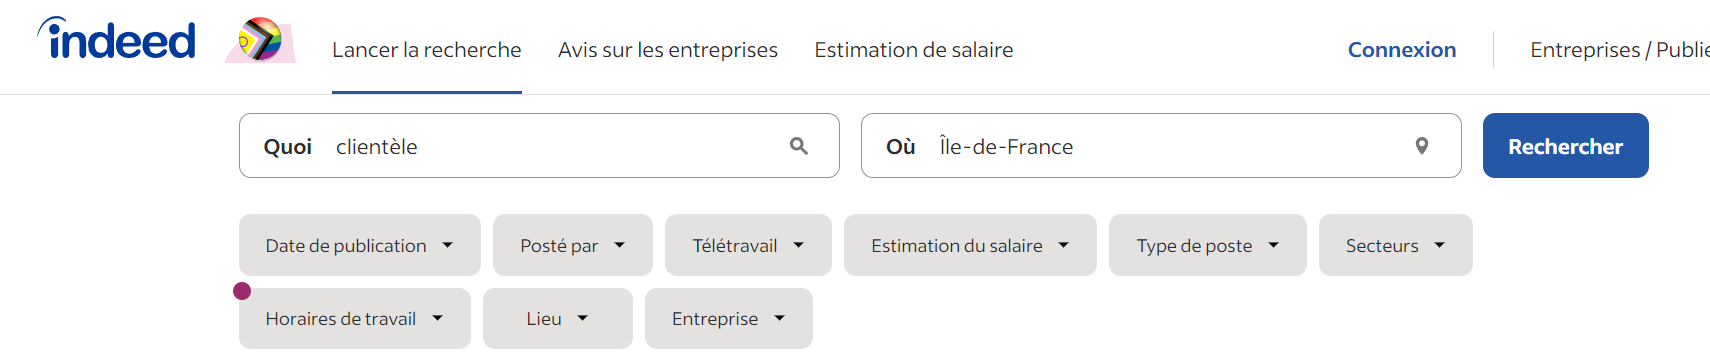 indeed
Lancer la recherche
Avis sur les entreprises
Estimation de salaire
Connexion
Entreprises /
Quoi clientèle
Où Île-de-France
Rechercher
Date de publication
Posté par
Télétravail
Estimation du salaire
Type de poste
Secteurs
Horaires de travail
Lieu
Entreprise